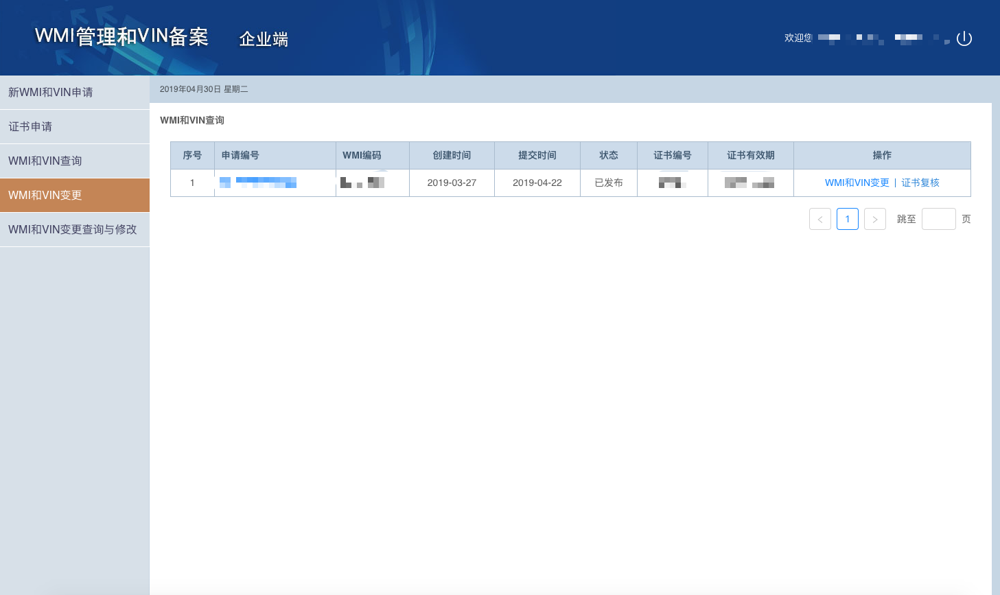 WMI管理和VIN备案 企业端
欢迎您
新WMI和VIN申请
证书申请
WMI和VIN查询
WMI和VIN变更
WMI和VIN变更查询与修改
2019年04月30日 星期二
WMI和VIN查询
序号 申请编号 WMI编码 创建时间 提交时间 状态 证书编号 证书有效期 操作
1 2019-03-27 2019-04-22 已发布 WMI和VIN变更 | 证书复核
< 1 > 跳至 页